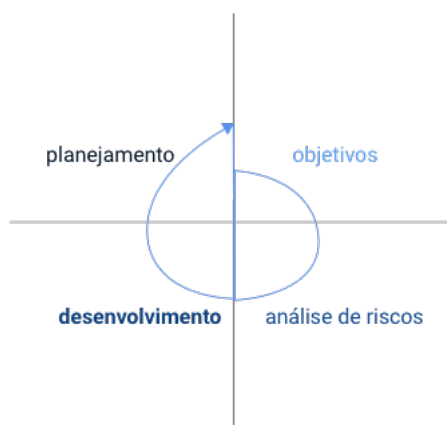 planejamento
objetivos
desenvolvimento
análise de riscos